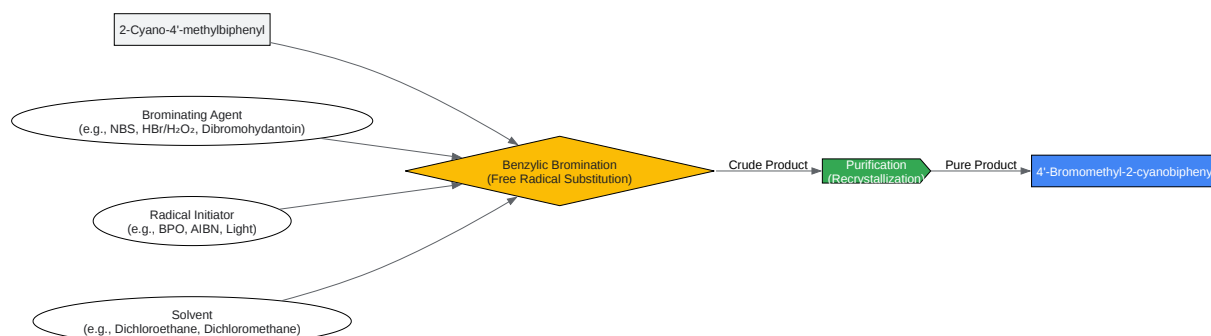 2-Cyano-4'-methylbiphenyl
Brominating Agent
(e.g., NBS, HBr/H₂O₂, Dibromohydantoin)
Radical Initiator
(e.g., BPO, AIBN, Light)
Solvent
(e.g., Dichloroethane, Dichloromethane)
Benzylic Bromination
(Free Radical Substitution)
Crude Product
Purification
(Recrystallization)
Pure Product
4'-Bromomethyl-2-cyanobiphenyl